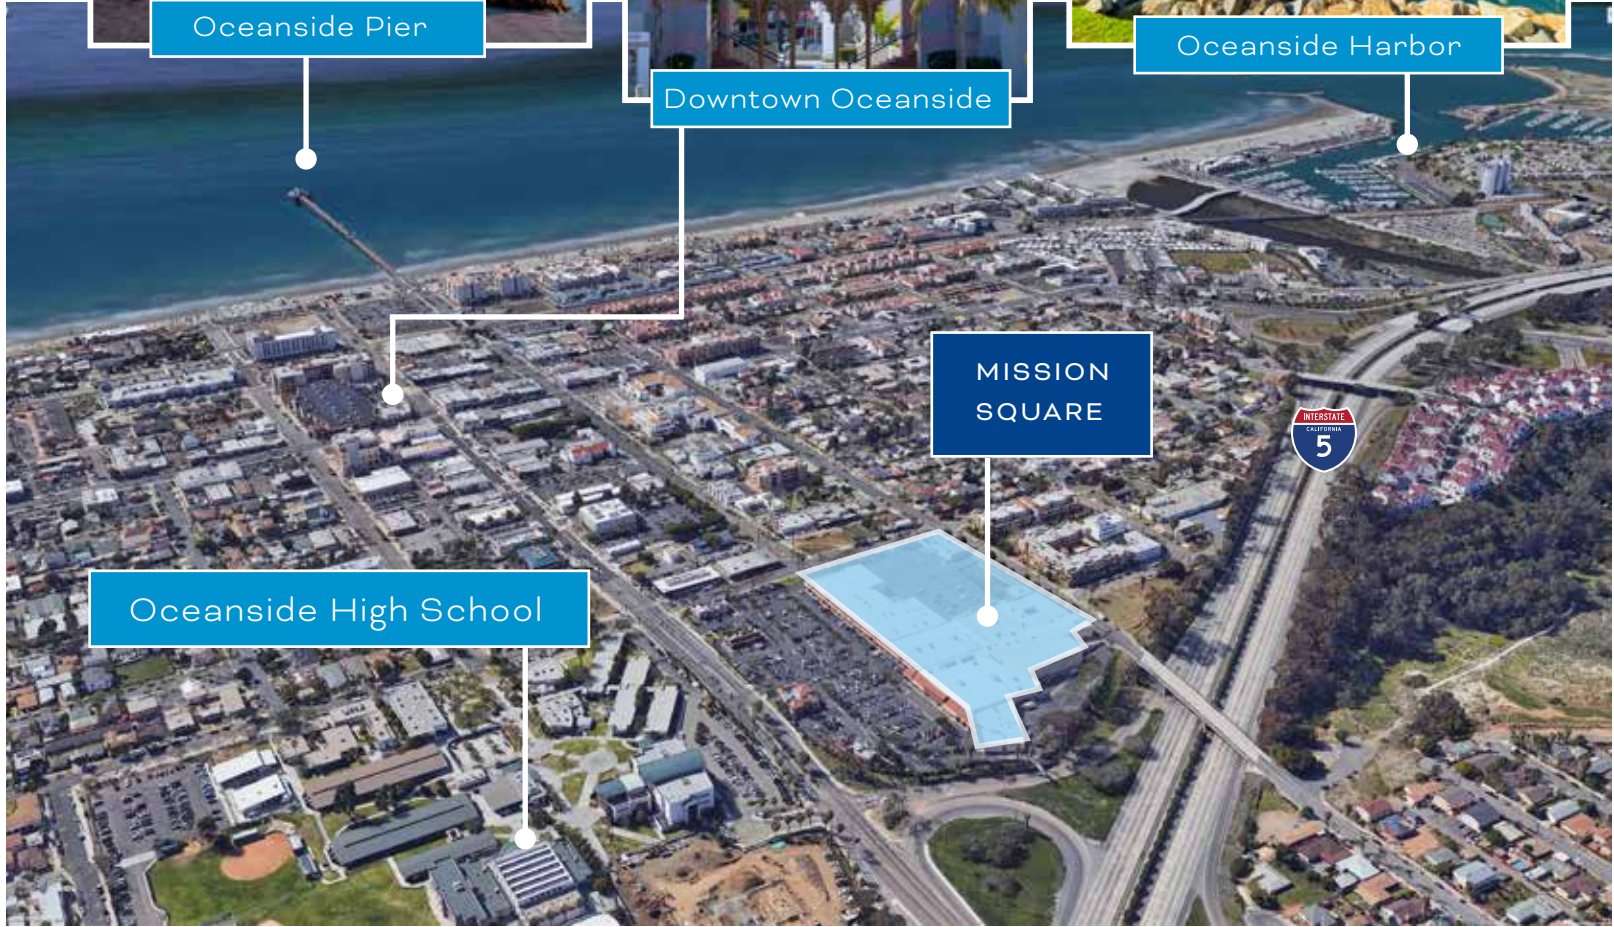 Oceanside Pier
Downtown Oceanside
Oceanside Harbor
MISSION
SQUARE
INTERSTATE
CALIFORNIA
5
Oceanside High School